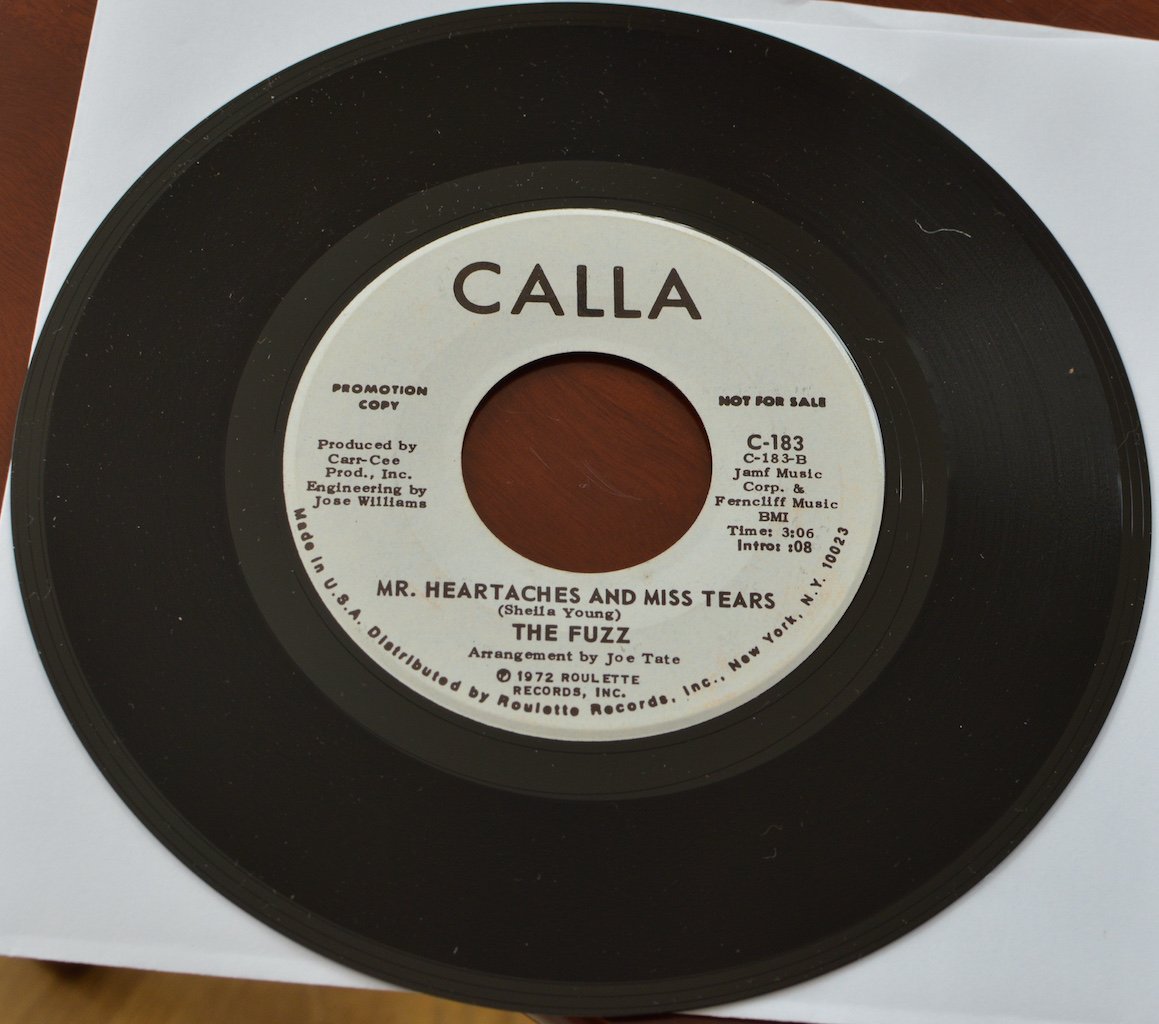 CALLA
PROMOTION
COPY
NOT FOR SALE
Produced by
Carr-Cee
Prod., Inc.
Engineering by
Jose Williams
C-183
C-183-B
Jamf Music
Corp. &
Ferncliff Music
BMI
Time: 3:06
Intro: :08
MR. HEARTACHES AND MISS TEARS
(Sheila Young)
THE FUZZ
Arrangement by Joe Tate
Ⓟ 1972 ROULETTE
RECORDS, INC.
Made in U.S.A. Distributed by Roulette Records, Inc., New York, N.Y. 10023